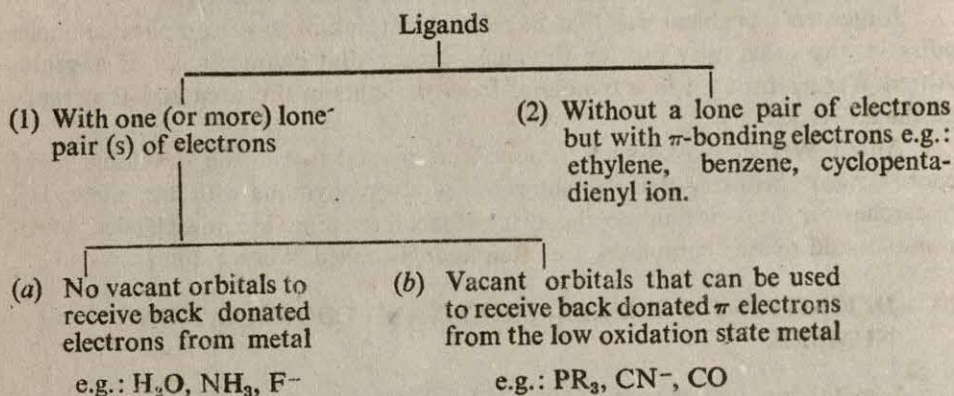 Ligands
(1) With one (or more) lone
pair (s) of electrons
(2) Without a lone pair of electrons
but with π-bonding electrons e.g.:
ethylene, benzene, cyclopenta-
dienyl ion.
(a) No vacant orbitals to
receive back donated
electrons from metal
e.g.: H₂O, NH₃, F⁻
(b) Vacant orbitals that can be used
to receive back donated π electrons
from the low oxidation state metal
e.g.: PR₃, CN⁻, CO